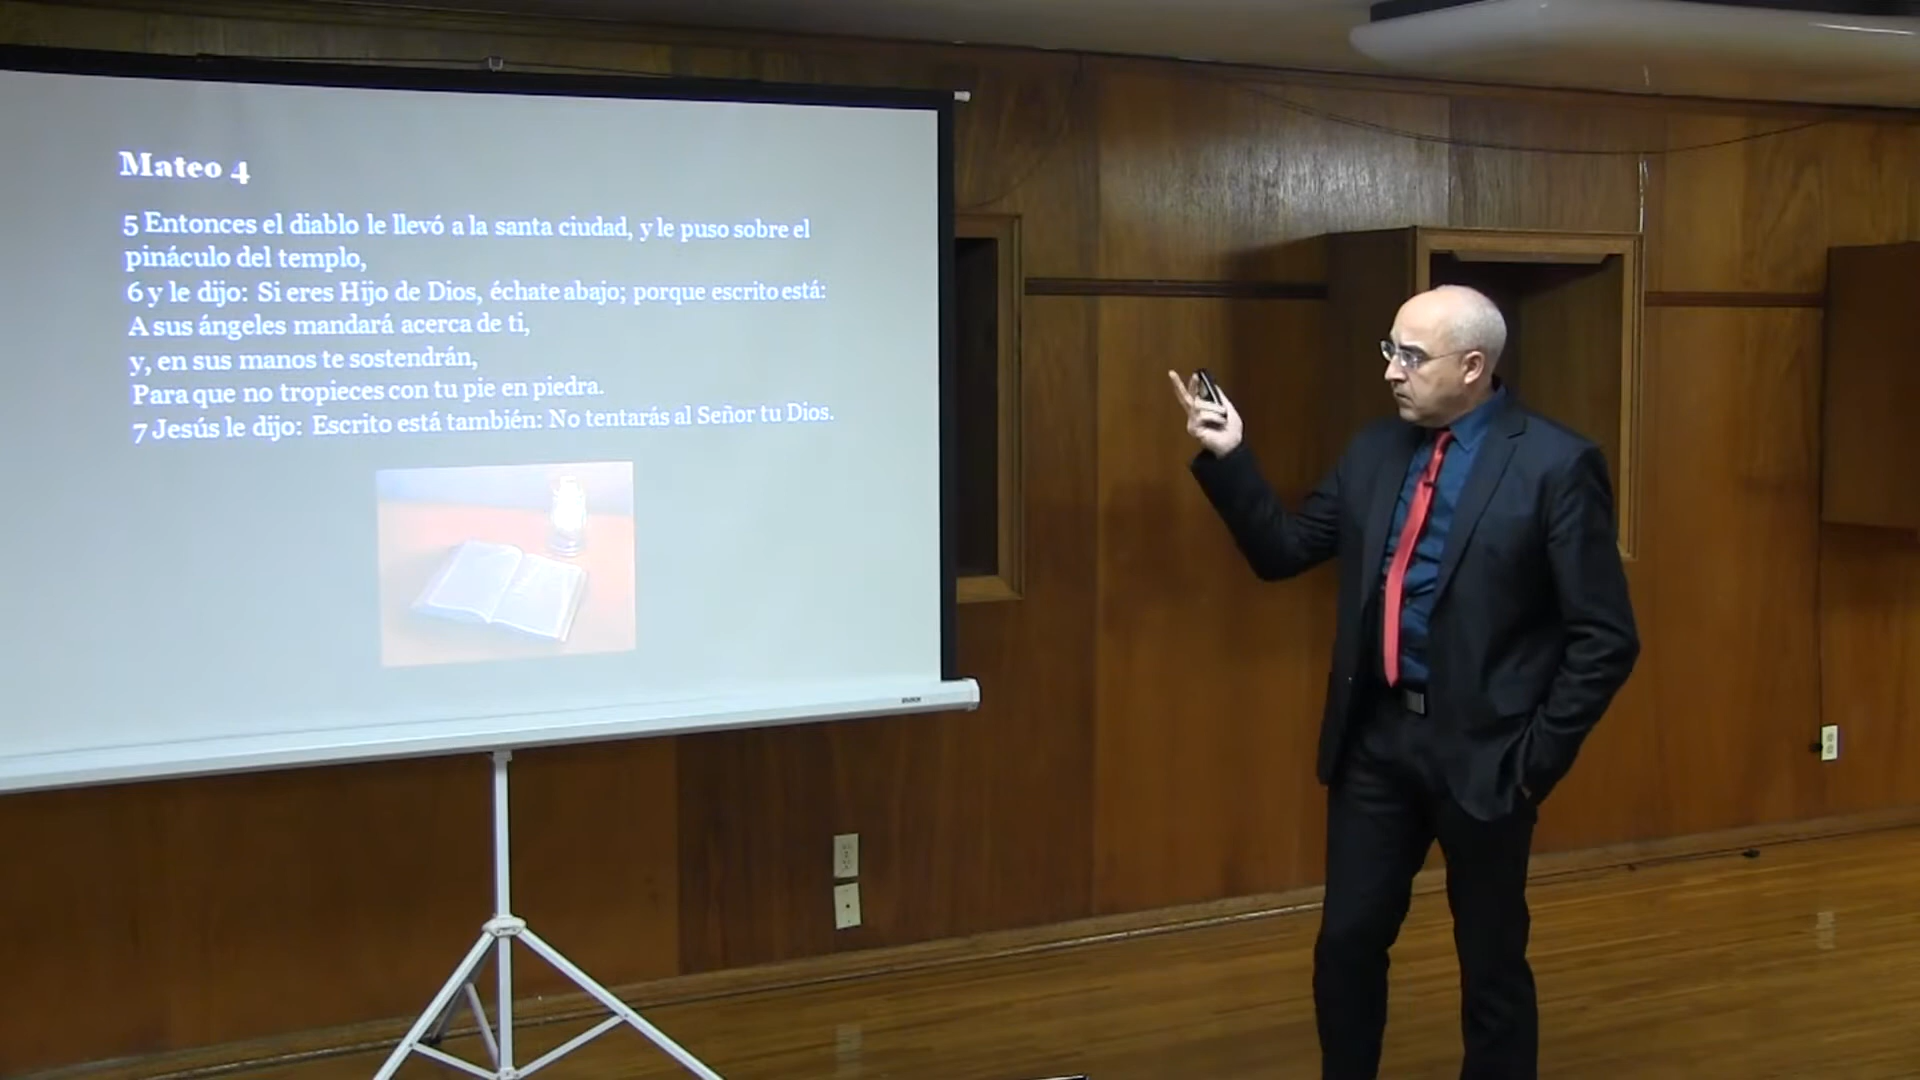 Mateo 4
5 Entonces el diablo le llevó a la santa ciudad, y le puso sobre el
pináculo del templo,
6 y le dijo: Si eres Hijo de Dios, échate abajo; porque escrito está:
A sus ángeles mandará acerca de ti,
y, en sus manos te sostendrán,
Para que no tropieces con tu pie en piedra.
7 Jesús le dijo: Escrito está también: No tentarás al Señor tu Dios.